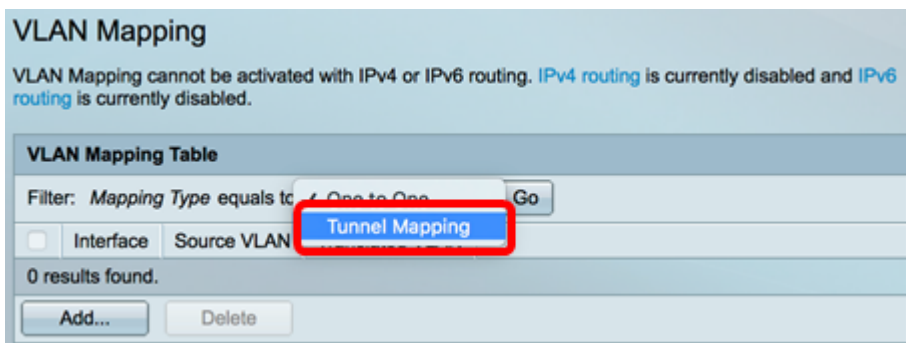 VLAN Mapping
VLAN Mapping cannot be activated with IPv4 or IPv6 routing. IPv4 routing is currently disabled and IPv6
routing is currently disabled.
VLAN Mapping Table
Filter: Mapping Type equals to ✓ One to One Go
Tunnel Mapping
Interface Source VLAN
0 results found.
Add... Delete